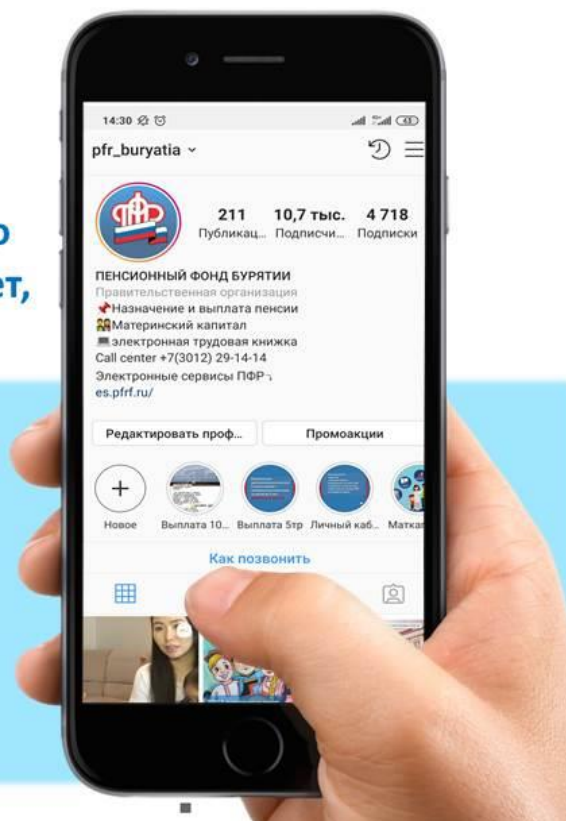 14:30 43
pfr_buryatia
211 10,7 тыс. 4 718
Публикац... Подписчи... Подписки
о
ет,
ПЕНСИОННЫЙ ФОНД БУРЯТИИ
Правительственная организация
Назначение и выплата пенсии
Материнский капитал
электронная трудовая книжка
Call center +7(3012) 29-14-14
Электронные сервисы ПФР
es.pfrf.ru/
Редактировать проф... Промоакции
+
Новое Выплата 10... Выплата 5тр Личный каб... Маткап
Как позвонить